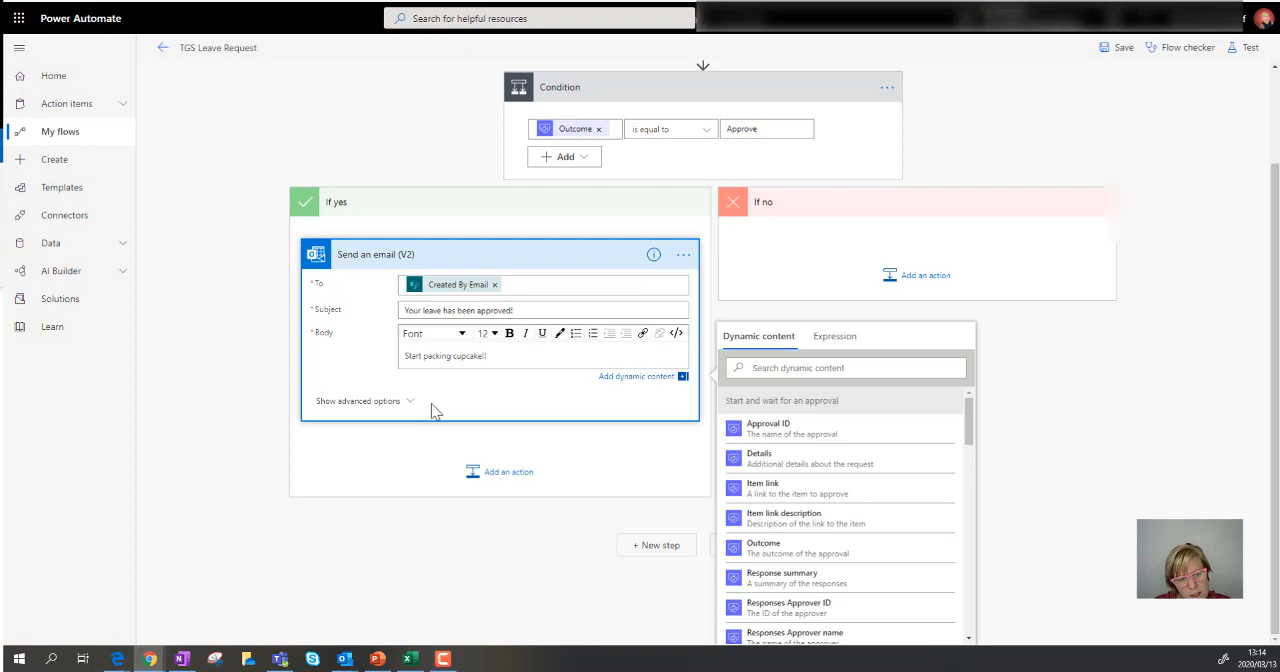 Power Automate
Search for helpful resources
TGS Leave Request
Save
Flow checker
Test
Home
Action items
My flows
Create
Templates
Connectors
Data
AI Builder
Solutions
Learn
Condition
Outcome ×
is equal to
Approve
Add
If yes
If no
Send an email (V2)
* To
Created By Email ×
* Subject
Your leave has been approved!
* Body
Font
12
B I U
Start packing cupcake!!
Add dynamic content
Show advanced options
Add an action
Add an action
+ New step
Dynamic content
Expression
Search dynamic content
Start and wait for an approval
Approval ID
The name of the approval
Details
Additional details about the request
Item link
A link to the item to approve
Item link description
Description of the link to the item
Outcome
The outcome of the approval
Response summary
A summary of the responses
Responses Approver ID
The ID of the approver
Responses Approver name
The name of the approver
13:14
2020/03/13